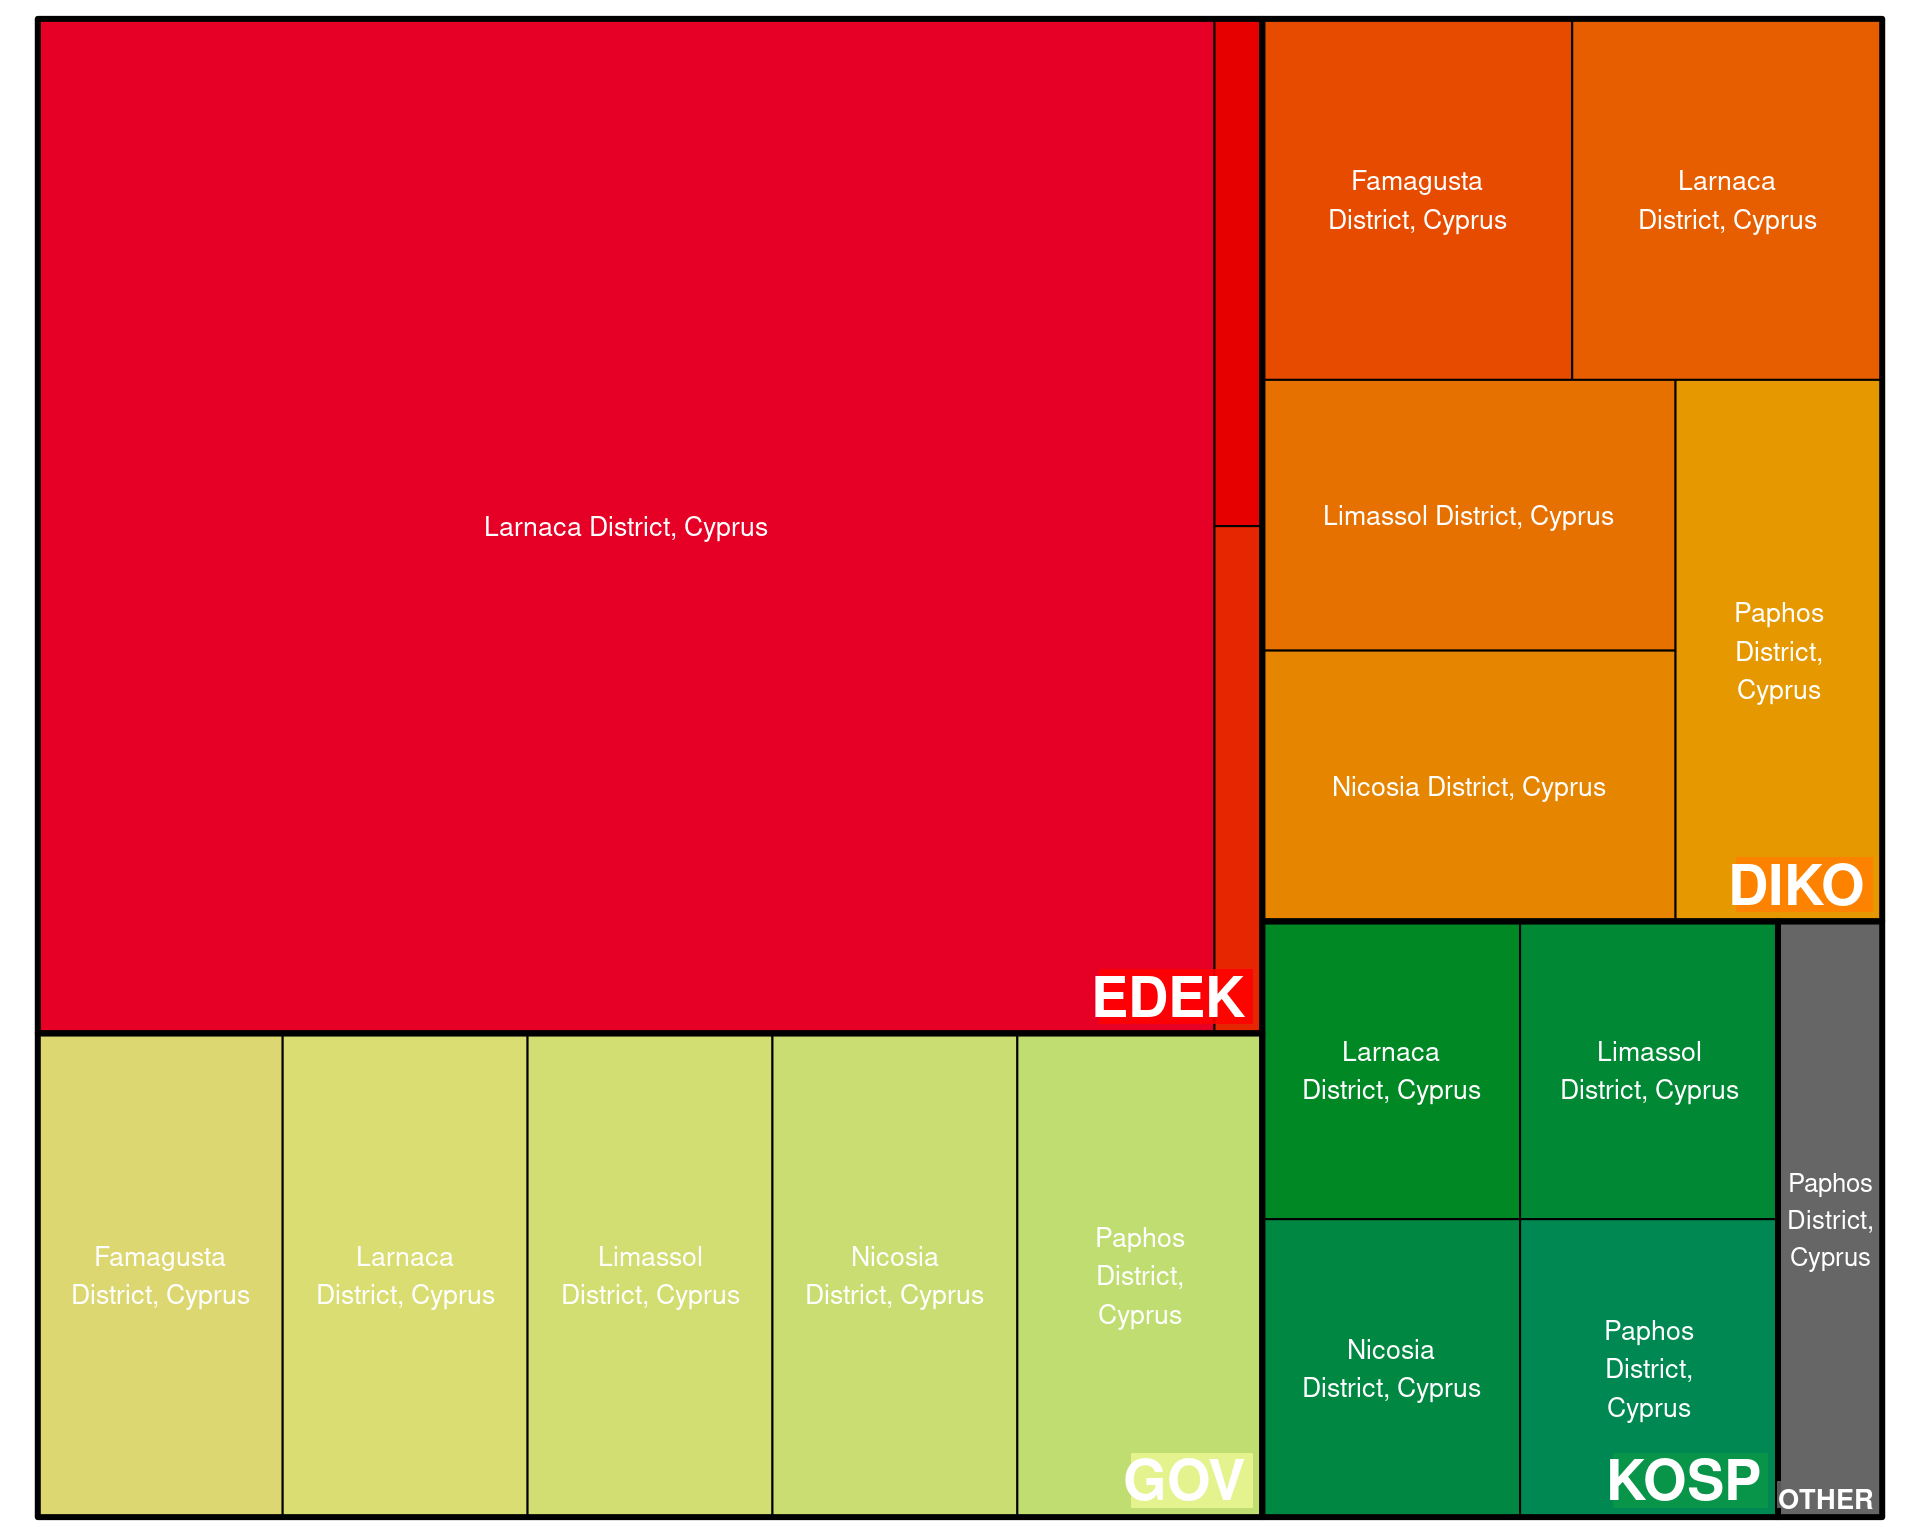 Larnaca District, Cyprus
EDEK
Famagusta
District, Cyprus
Larnaca
District, Cyprus
Limassol District, Cyprus
Nicosia District, Cyprus
Paphos
District,
Cyprus
DIKO
Famagusta
District, Cyprus
Larnaca
District, Cyprus
Limassol
District, Cyprus
Nicosia
District, Cyprus
Paphos
District,
Cyprus
GOV
Larnaca
District, Cyprus
Limassol
District, Cyprus
Nicosia
District, Cyprus
Paphos
District,
Cyprus
KOSP
Paphos
District,
Cyprus
OTHER